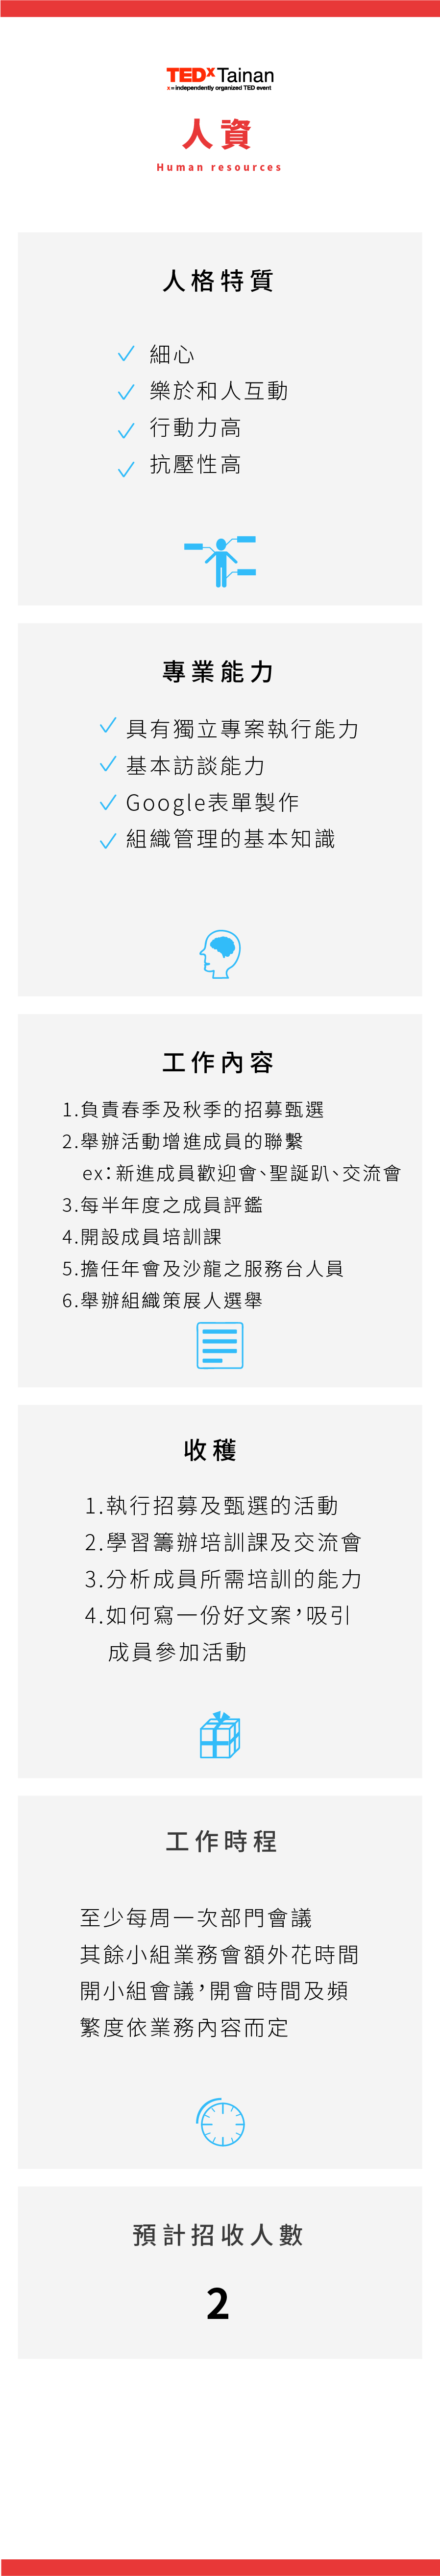 TEDxTainan
x = independently organized TED event
人資
Human resources
人格特質
細心
樂於和人互動
行動力高
抗壓性高
專業能力
具有獨立專案執行能力
基本訪談能力
Google表單製作
組織管理的基本知識
工作內容
1.負責春季及秋季的招募甄選
2.舉辦活動增進成員的聯繫
ex：新進成員歡迎會、聖誕趴、交流會
3.每半年度之成員評鑑
4.開設成員培訓課
5.擔任年會及沙龍之服務台人員
6.舉辦組織策展人選舉
收穫
1.執行招募及甄選的活動
2.學習籌辦培訓課及交流會
3.分析成員所需培訓的能力
4.如何寫一份好文案，吸引
成員參加活動
工作時程
至少每周一次部門會議
其餘小組業務會額外花時間
開小組會議，開會時間及頻
繁度依業務內容而定
預計招收人數
2